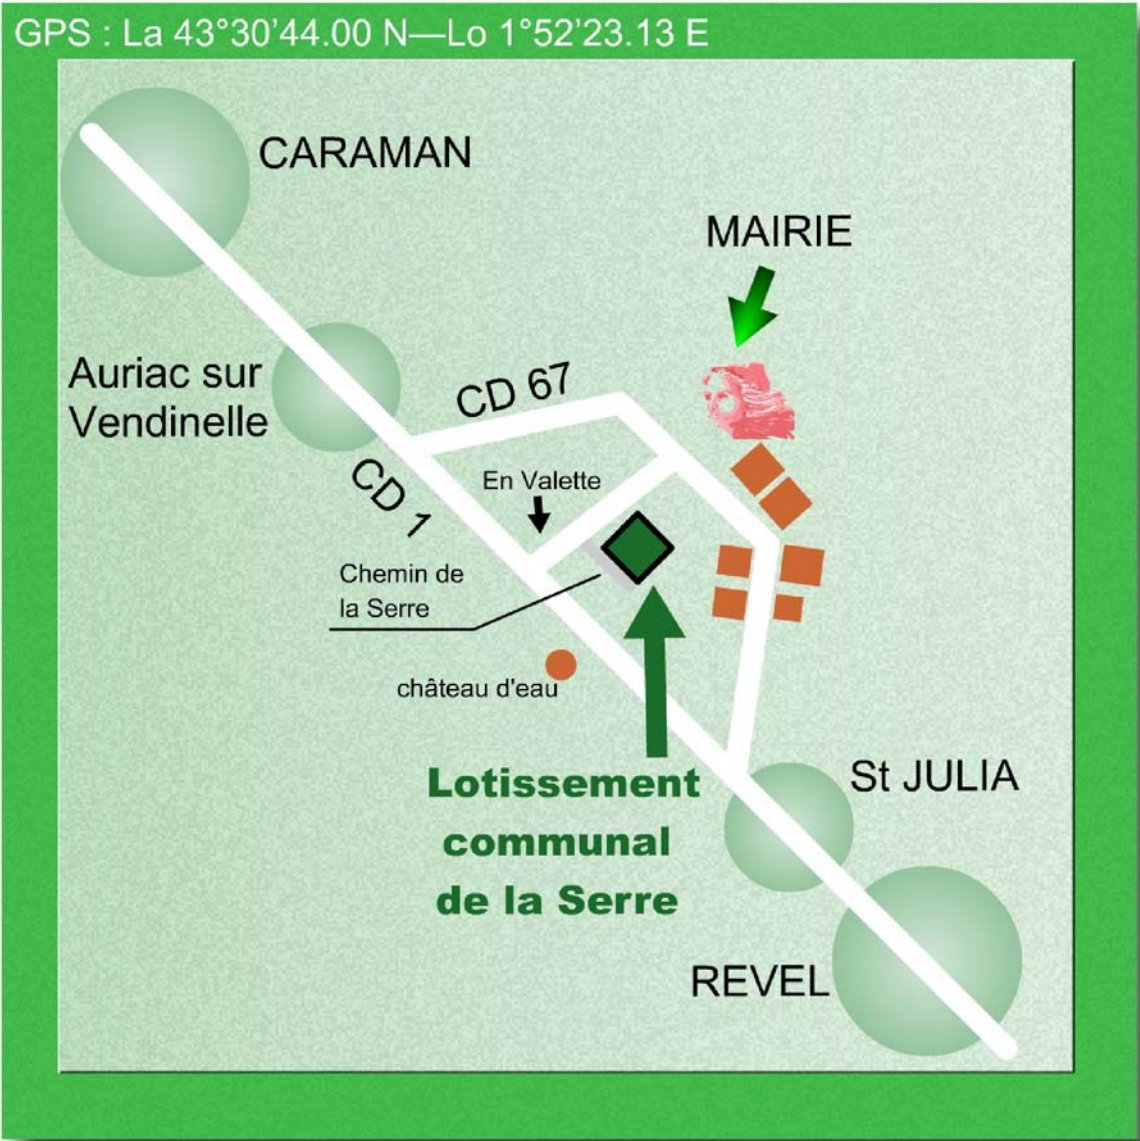 GPS : La 43°30’44.00 N—Lo 1°52’23.13 E
CARAMAN
MAIRIE
Auriac sur
Vendinelle
CD 67
CD 1
En Valette
Chemin de
la Serre
château d'eau
Lotissement
communal
de la Serre
St JULIA
REVEL